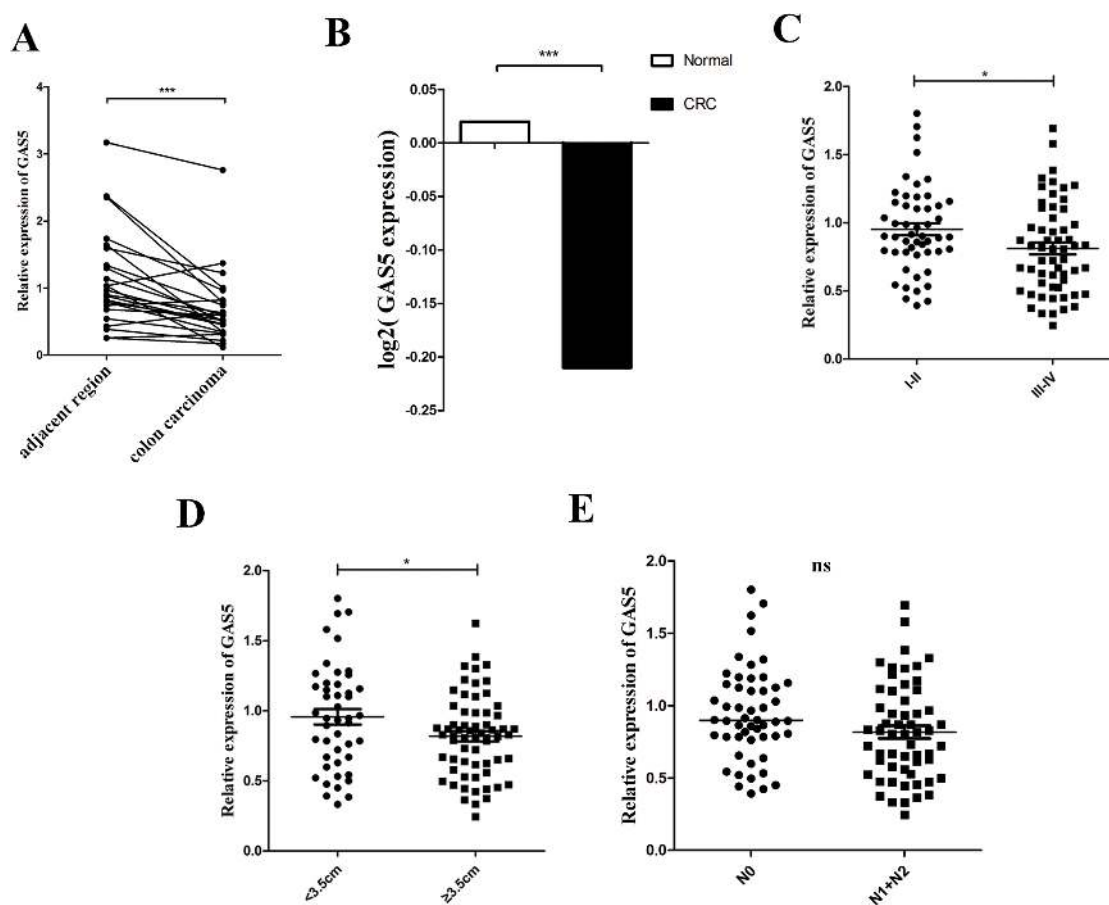 A
Relative expression of GAS5
4
3
2
1
0
***
adjacent region
colon carcinoma
B
log2( GAS5 expression)
0.05
0.00
-0.05
-0.10
-0.15
-0.20
-0.25
***
Normal
CRC
C
Relative expression of GAS5
2.0
1.5
1.0
0.5
0.0
*
I-II
III-IV
D
Relative expression of GAS5
2.0
1.5
1.0
0.5
0.0
*
<3.5cm
≥3.5cm
E
Relative expression of GAS5
2.0
1.5
1.0
0.5
0.0
ns
N0
N1+N2